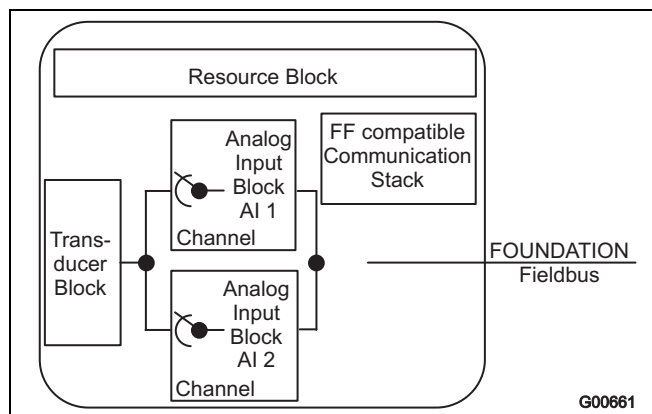 Resource Block
Analog
Input
Block
AI 1
Channel
FF compatible
Communication
Stack
Trans-
ducer
Block
Analog
Input
Block
AI 2
Channel
FOUNDATION
Fieldbus
G00661